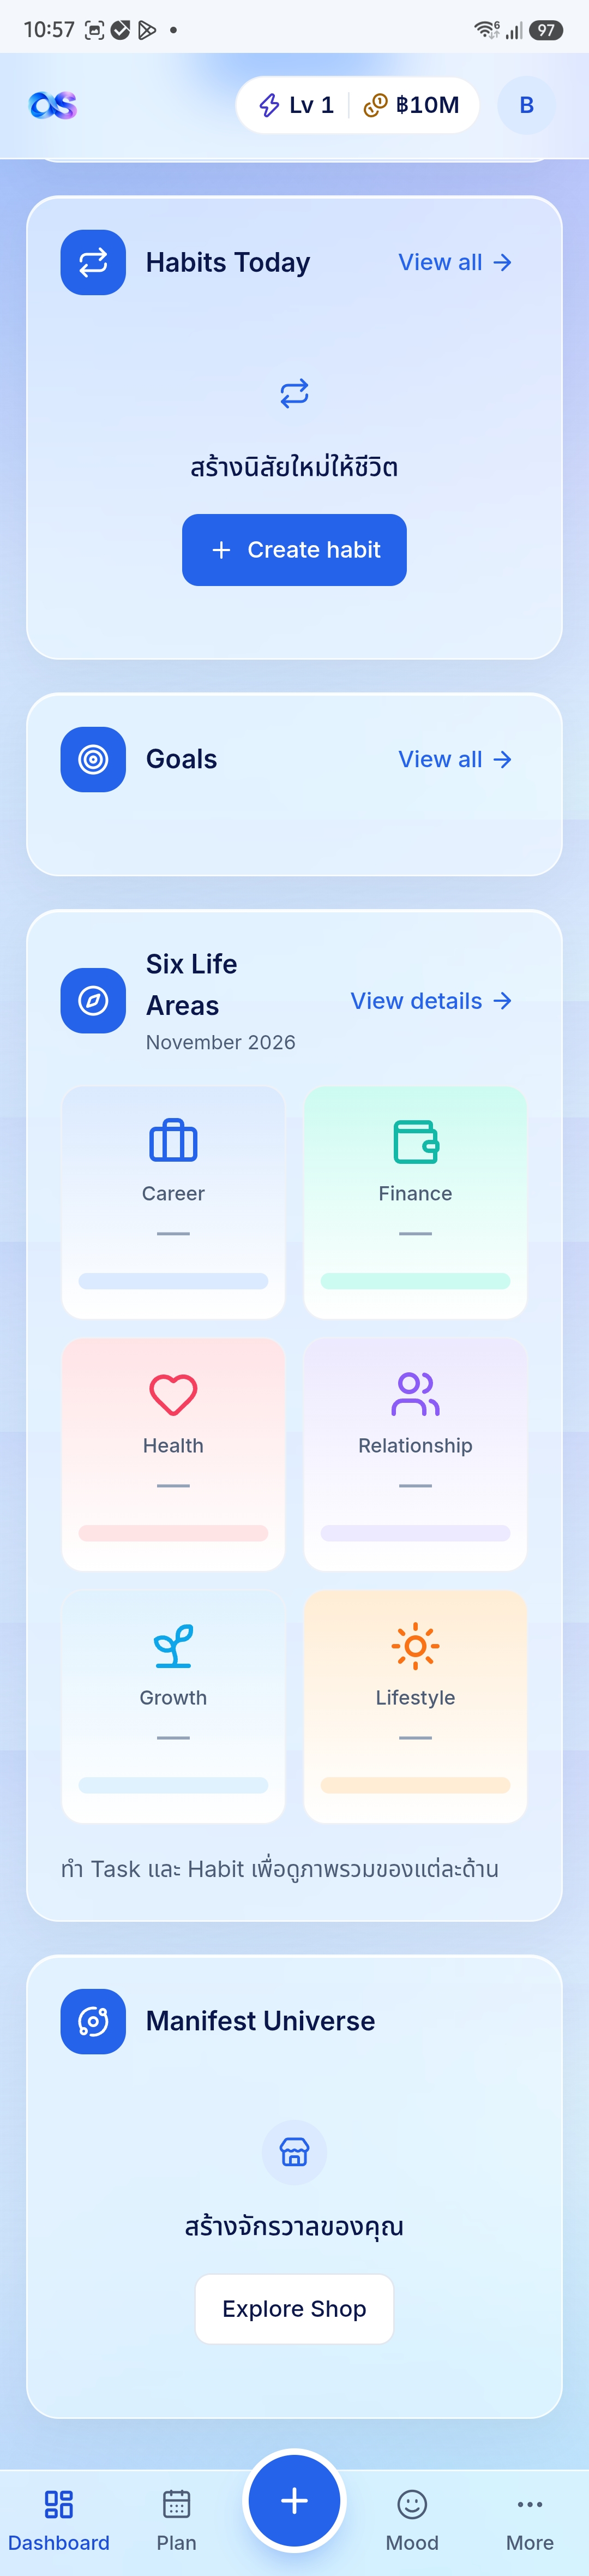 10:57
6
97
as
Lv 1
฿10M
B
Habits Today
View all
สร้างนิสัยใหม่ให้ชีวิต
Create habit
Goals
View all
Six Life
Areas
November 2026
View details
Career
Finance
Health
Relationship
Growth
Lifestyle
ทำ Task และ Habit เพื่อดูภาพรวมของแต่ละด้าน
Manifest Universe
สร้างจักรวาลของคุณ
Explore Shop
Dashboard
Plan
Mood
More